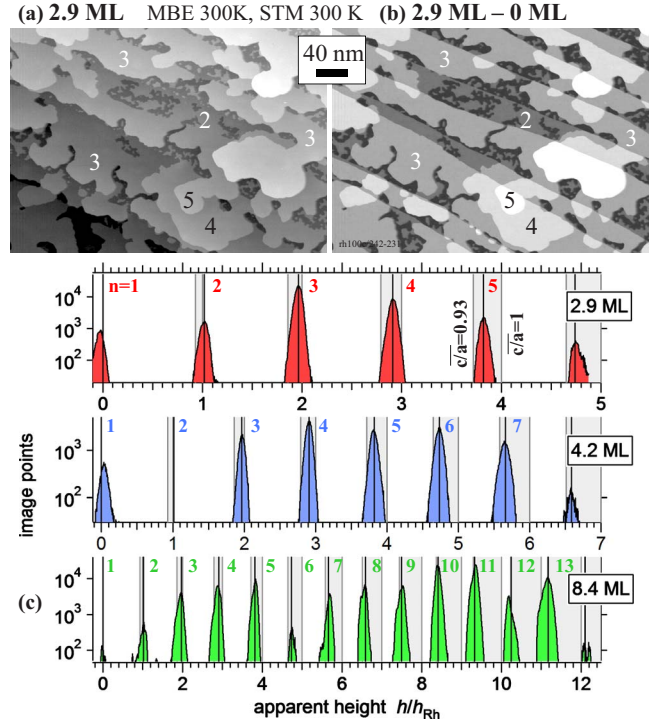 (a) 2.9 ML MBE 300K, STM 300 K (b) 2.9 ML – 0 ML
40 nm
3
2
3
3
5
4
3
2
3
3
5
4
n=1 2 3 4 5
10⁴
10³
10²
c/a=0.93
c/a=1
2.9 ML
0 1 2 3 4 5
1 2 3 4 5 6 7
10³
10²
4.2 ML
0 1 2 3 4 5 6 7
image points
1 2 3 4 5 6 7 8 9 10 11 12 13
10⁴
10³
10²
8.4 ML
(c)
0 2 4 6 8 10 12
apparent height h/hRh